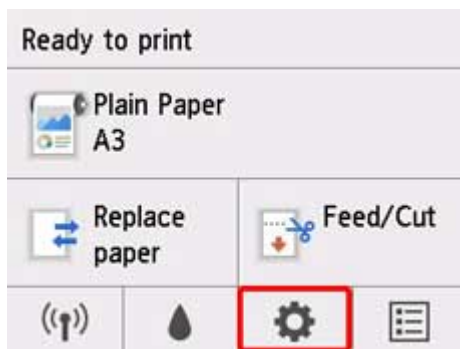 Ready to print
Plain Paper
A3
Replace
paper
Feed/Cut